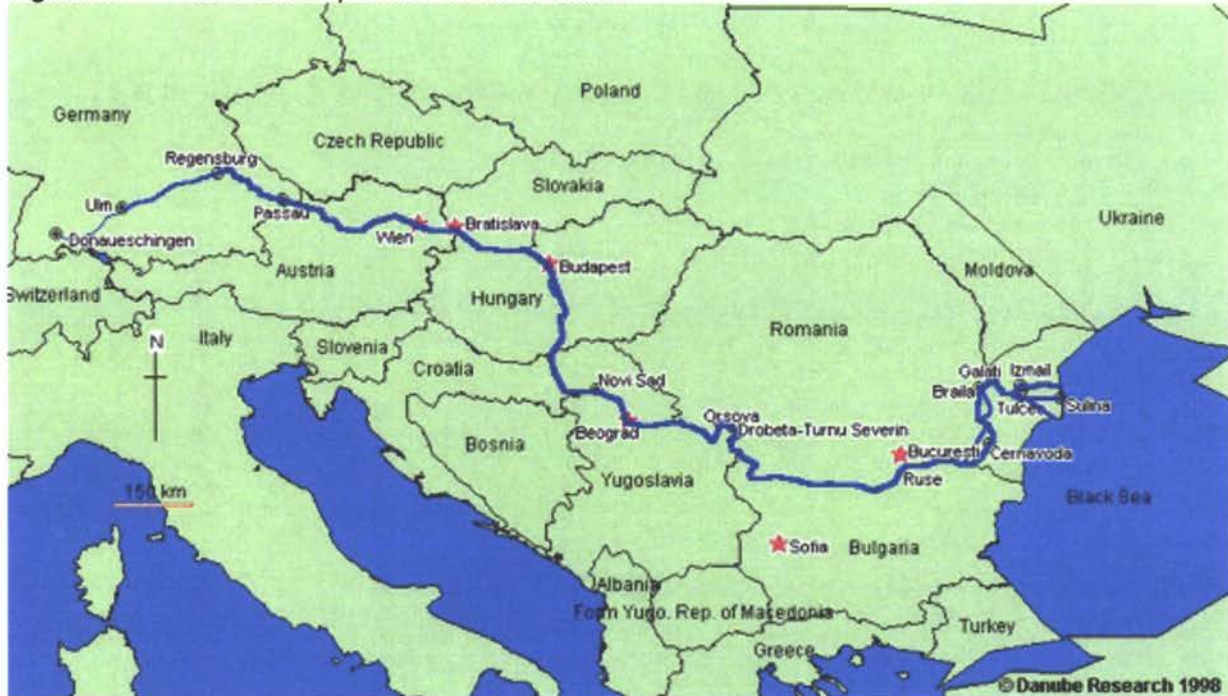 Poland
Germany
Czech Republic
Regensburg
Slovakia
Ulm
Passau
Ukraine
Wien
Bratislava
Donaueschingen
Moldova
Austria
Budapest
Switzerland
Hungary
Romania
Italy
N
Slovenia
Croatia
Galati
Izmail
Novi Sad
Braila
Tulcea
Sulina
Orsova
Beograd
Drobeta-Turnu Severin
Bosnia
Bucuresti
Cernavoda
Yugoslavia
Ruse
150 km
Black Sea
Sofia
Bulgaria
Albania
Form Yugo. Rep. of Macedonia
Turkey
Greece
© Danube Research 1998